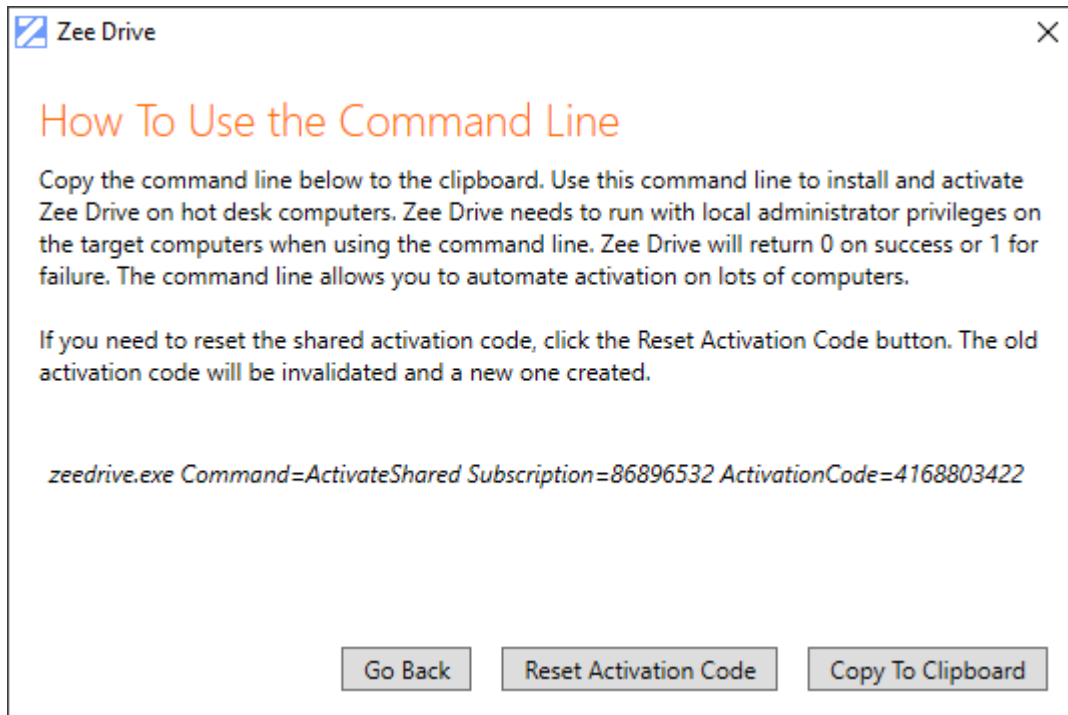 Zee Drive
How To Use the Command Line
Copy the command line below to the clipboard. Use this command line to install and activate
Zee Drive on hot desk computers. Zee Drive needs to run with local administrator privileges on
the target computers when using the command line. Zee Drive will return 0 on success or 1 for
failure. The command line allows you to automate activation on lots of computers.
If you need to reset the shared activation code, click the Reset Activation Code button. The old
activation code will be invalidated and a new one created.
zeedrive.exe Command=ActivateShared Subscription=86896532 ActivationCode=4168803422
Go Back Reset Activation Code Copy To Clipboard